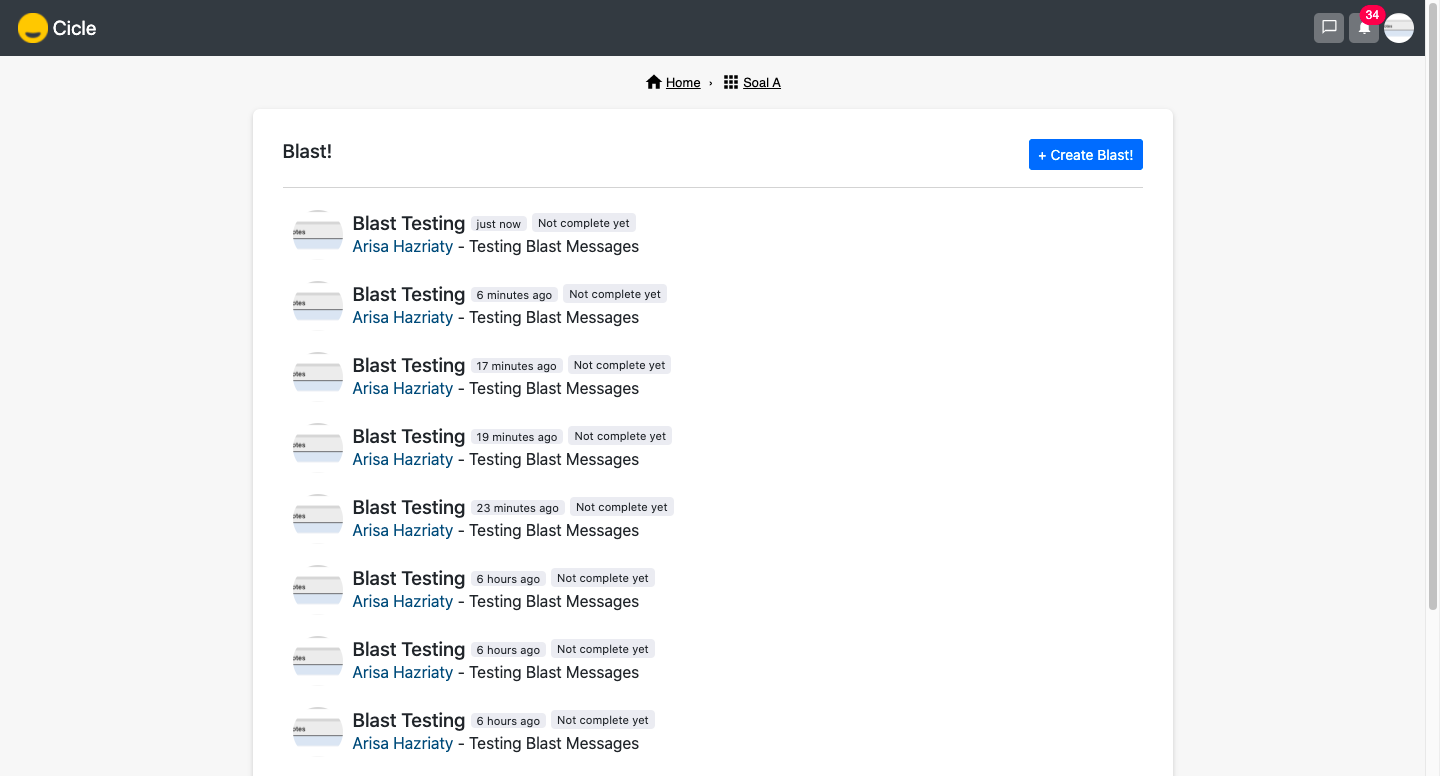 Cicle
34
Home › Soal A
Blast!
+ Create Blast!
Blast Testing just now Not complete yet
Arisa Hazriaty - Testing Blast Messages
Blast Testing 6 minutes ago Not complete yet
Arisa Hazriaty - Testing Blast Messages
Blast Testing 17 minutes ago Not complete yet
Arisa Hazriaty - Testing Blast Messages
Blast Testing 19 minutes ago Not complete yet
Arisa Hazriaty - Testing Blast Messages
Blast Testing 23 minutes ago Not complete yet
Arisa Hazriaty - Testing Blast Messages
Blast Testing 6 hours ago Not complete yet
Arisa Hazriaty - Testing Blast Messages
Blast Testing 6 hours ago Not complete yet
Arisa Hazriaty - Testing Blast Messages
Blast Testing 6 hours ago Not complete yet
Arisa Hazriaty - Testing Blast Messages